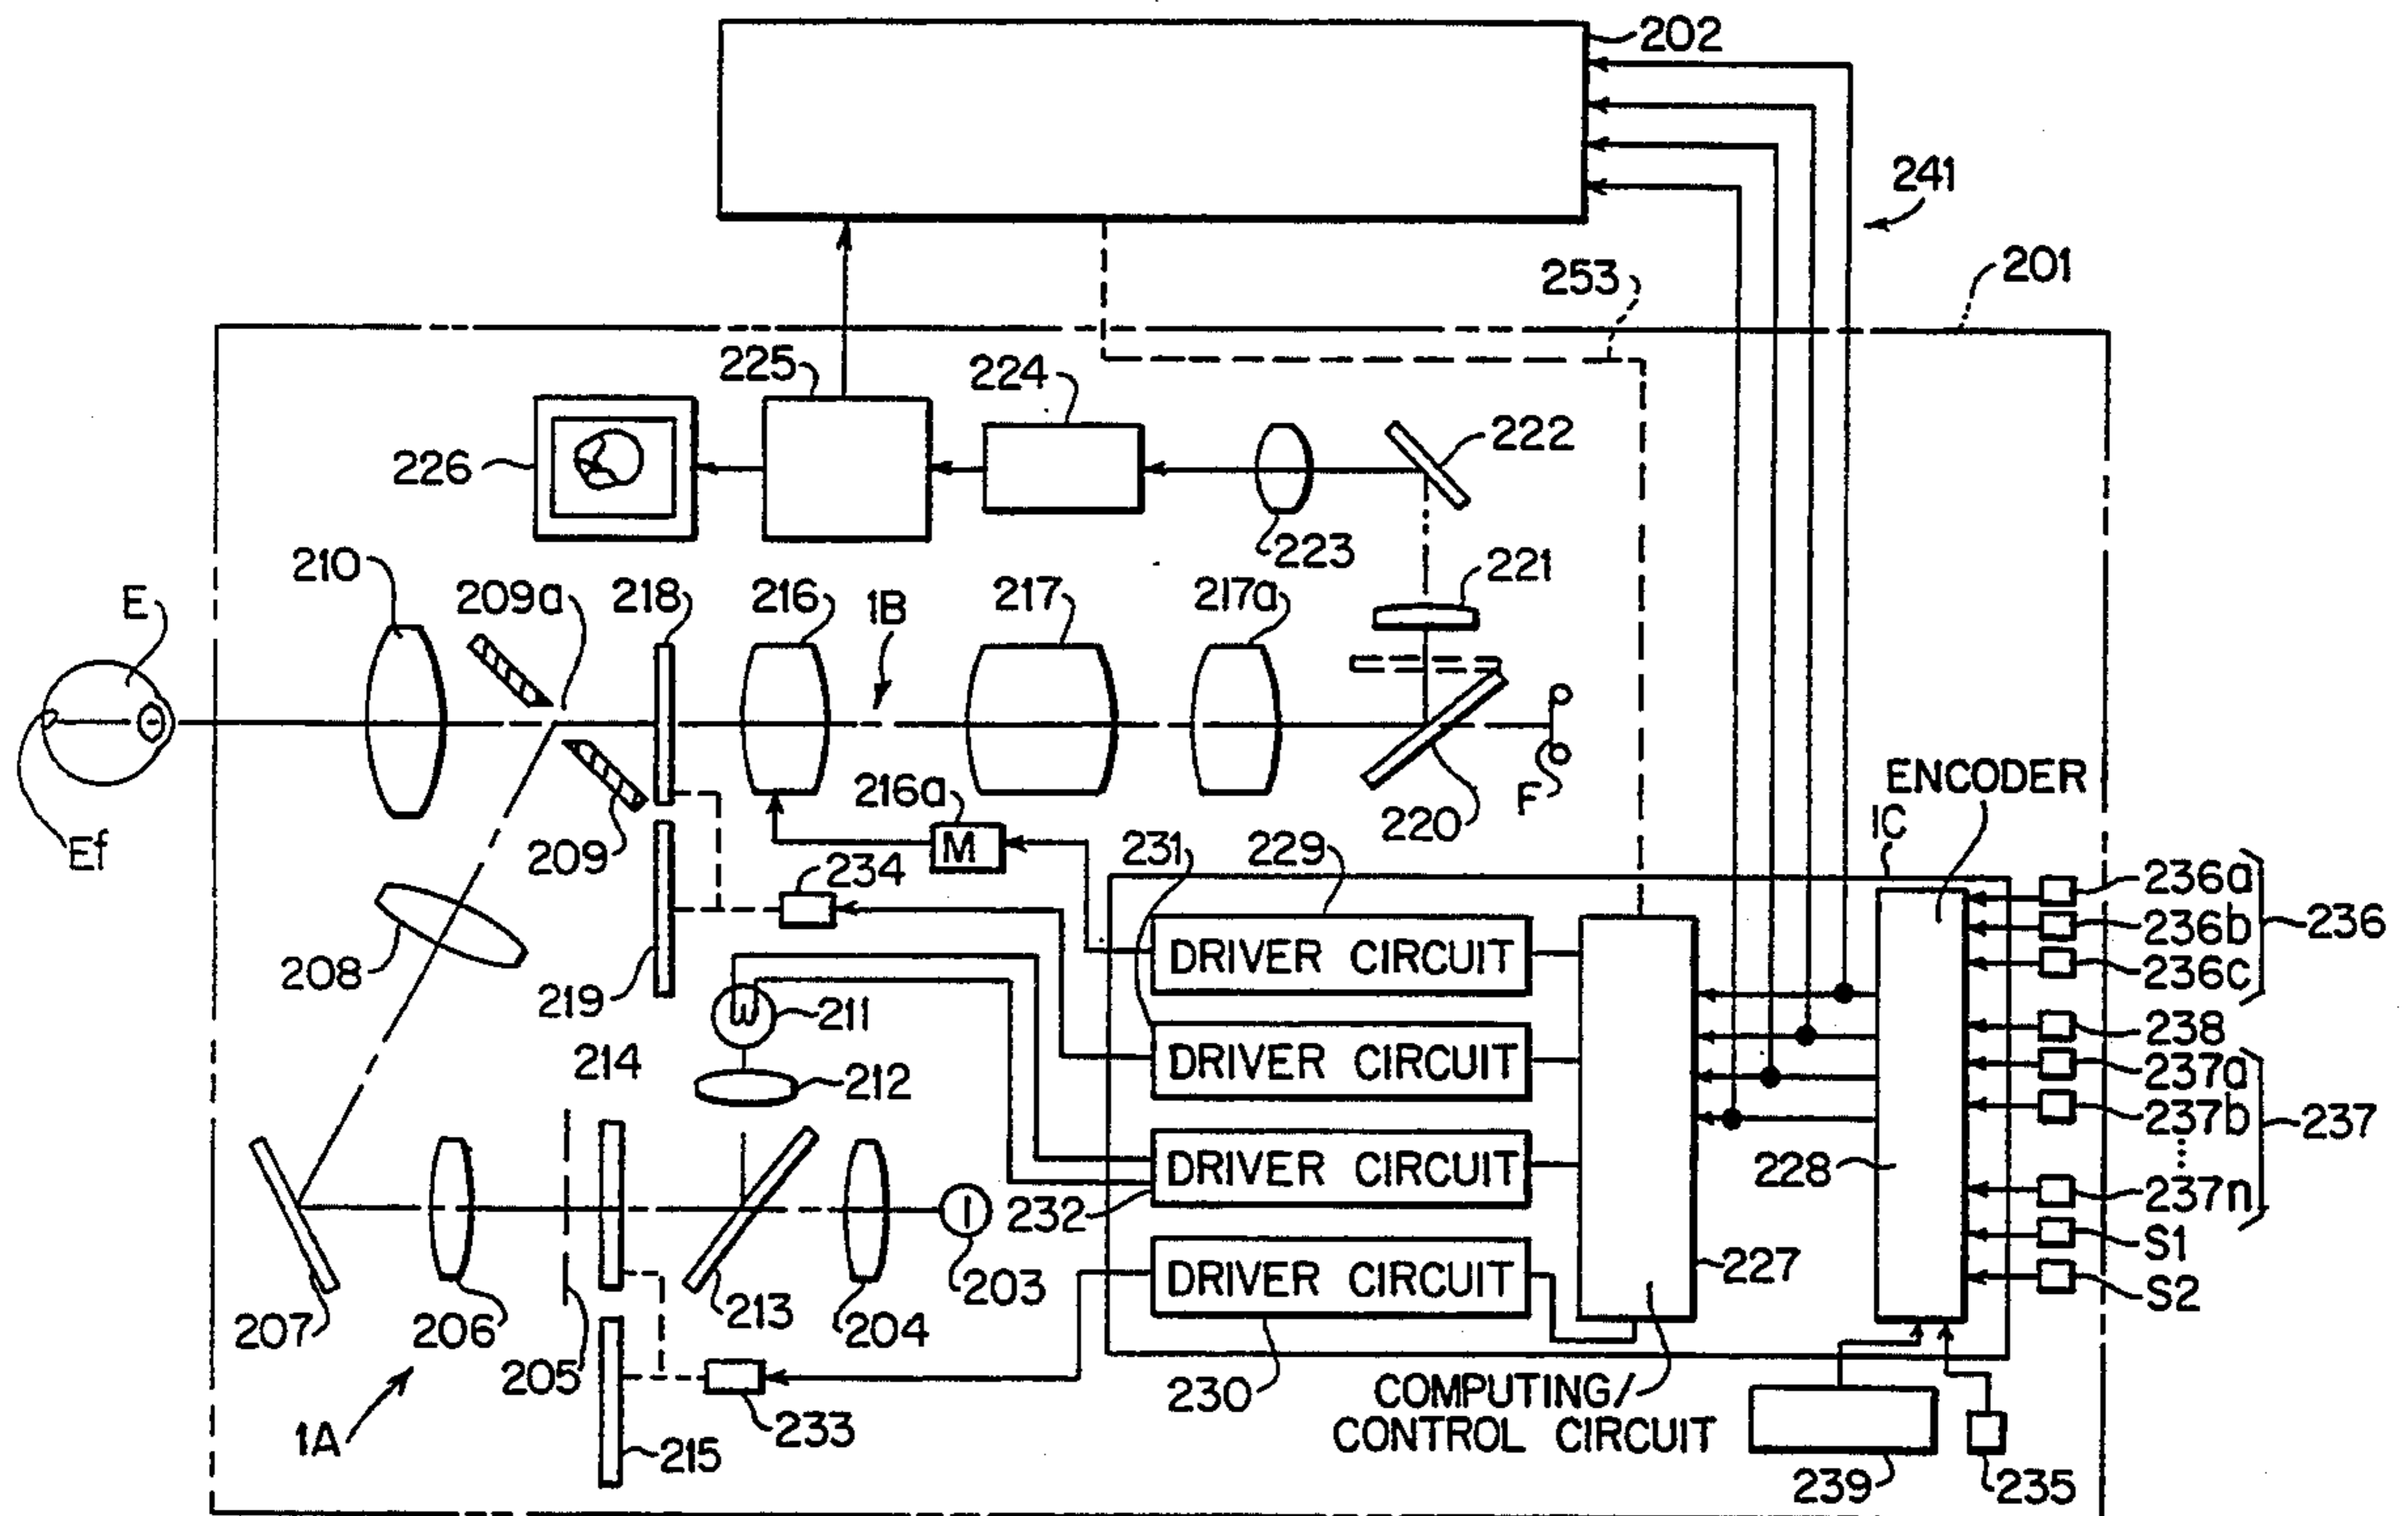 202
241
201
253
225
224
222
226
223
210
209a
218
216
1B
217
217a
221
E
Ef
209
216a
M
220
F
ENCODER
1C
234
231
229
236a
236b
236
236c
208
219
211
DRIVER CIRCUIT
238
214
212
DRIVER CIRCUIT
237a
237b
237
228
DRIVER CIRCUIT
232
237n
203
S1
227
S2
207
206
205
213
204
DRIVER CIRCUIT
230
COMPUTING/
CONTROL CIRCUIT
1A
215
233
239
235